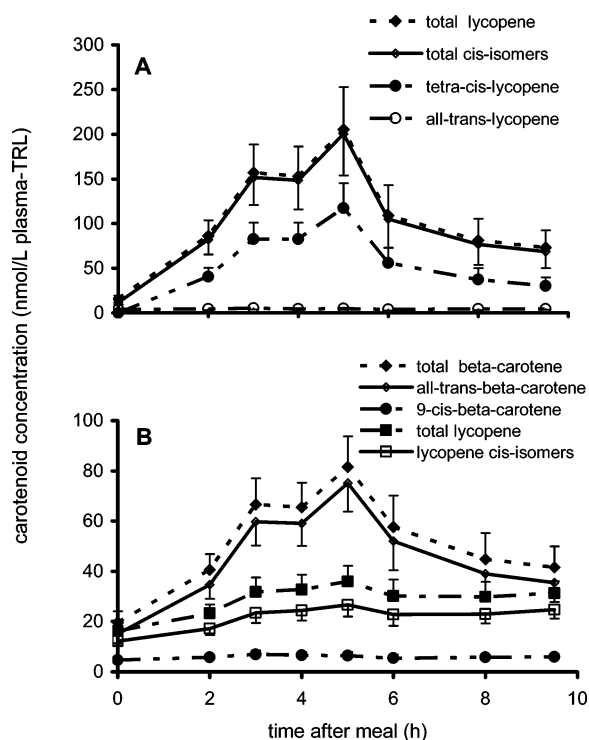 total lycopene
total cis-isomers
tetra-cis-lycopene
all-trans-lycopene
A
300
250
200
150
100
50
0
carotenoid concentration (nmol/L plasma-TRL)
total beta-carotene
all-trans-beta-carotene
9-cis-beta-carotene
total lycopene
lycopene cis-isomers
B
100
80
60
40
20
0
0 2 4 6 8 10
time after meal (h)